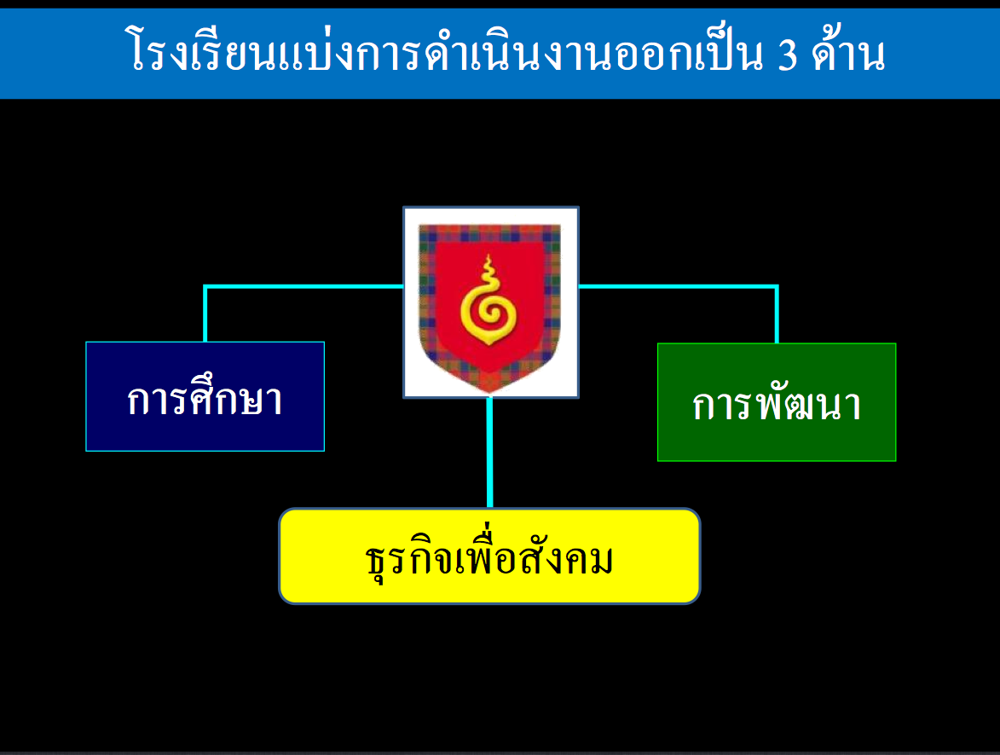 โรงเรียนแบ่งการดำเนินงานออกเป็น 3 ด้าน
การศึกษา
การพัฒนา
ธุรกิจเพื่อสังคม